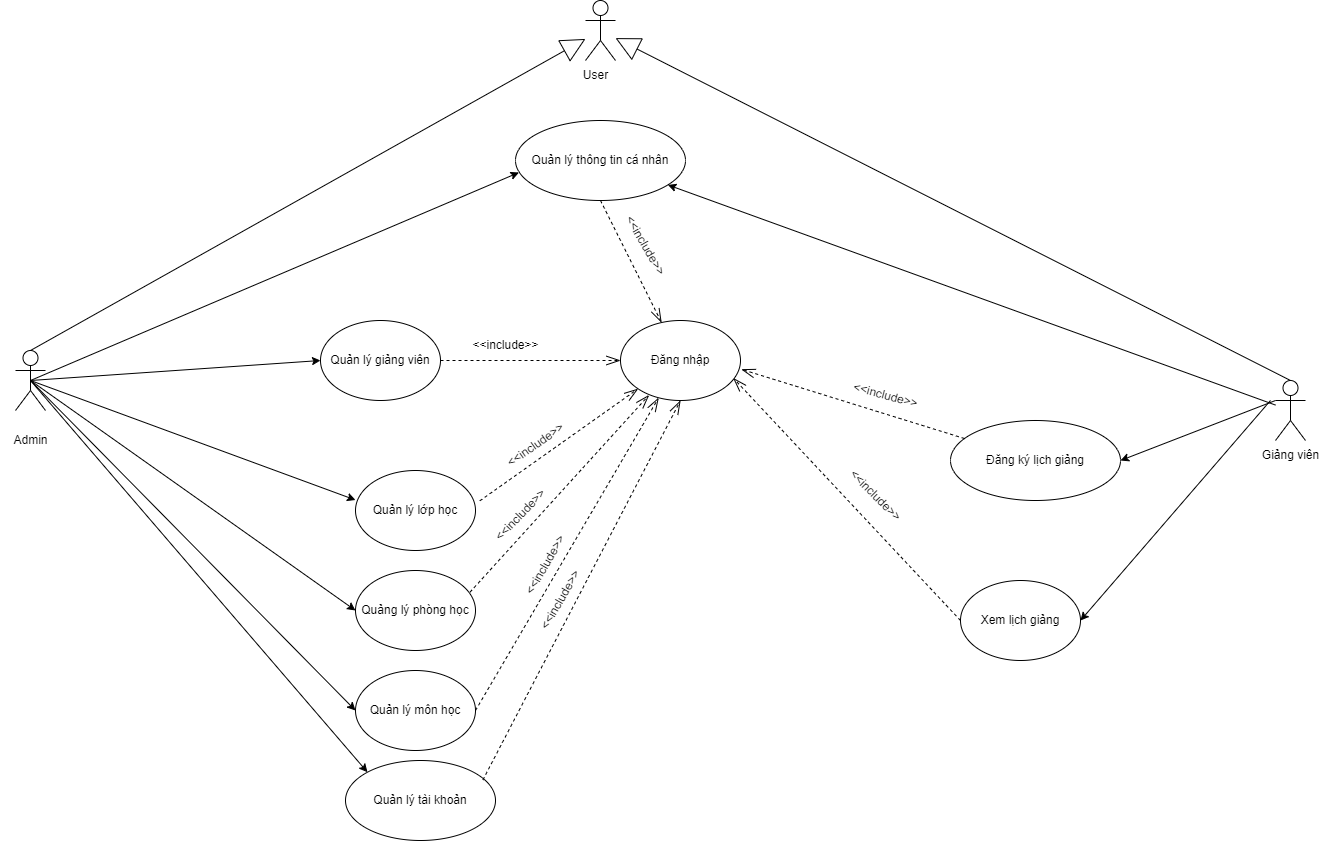 User
Quản lý thông tin cá nhân
<<include>>
Quản lý giảng viên
<<include>>
Đăng nhập
<<include>>
Admin
<<include>>
Đăng ký lịch giảng
Giảng viên
Quản lý lớp học
<<include>>
<<include>>
Quảng lý phòng học
<<include>>
<<include>>
Xem lịch giảng
Quản lý môn học
Quản lý tài khoản